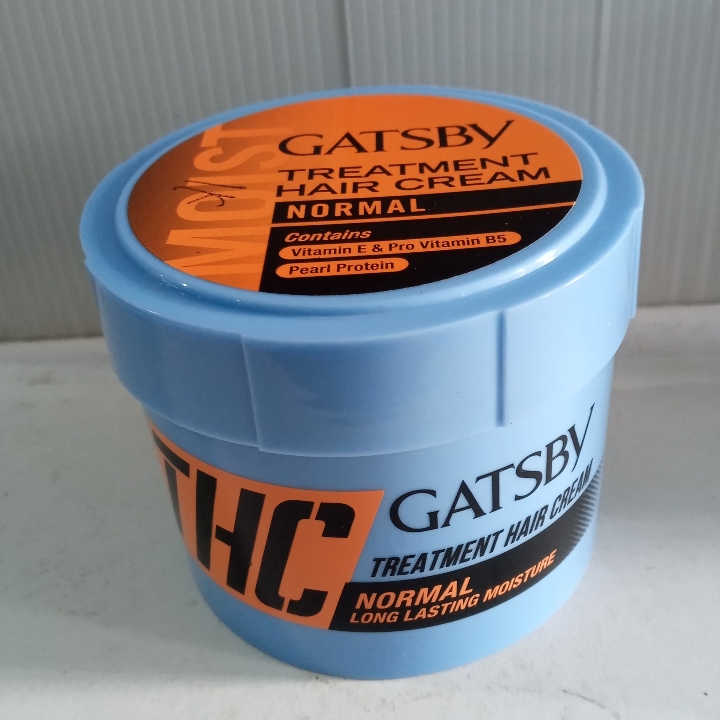 MOIST
GATSBY
TREATMENT
HAIR CREAM
NORMAL
Contains
Vitamin E & Pro Vitamin B5
Pearl Protein
THC
GATSBY
TREATMENT HAIR CREAM
NORMAL
LONG LASTING MOISTURE